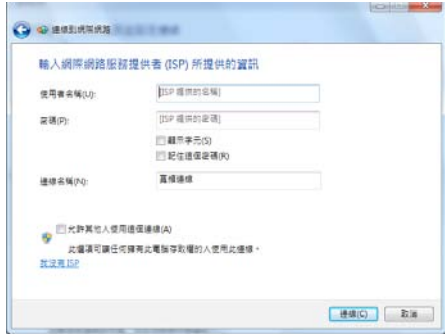 連線到網際網路
輸入網際網路服務提供者 (ISP) 所提供的資訊
使用者名稱(U):
[ISP 提供的名稱]
密碼(P):
[ISP 提供的密碼]
顯示字元(S)
記住這個密碼(R)
連線名稱(N):
寬頻連線
允許其他人使用這個連線(A)
此選項可讓任何擁有此電腦存取權的人使用此連線。
我沒有 ISP
連線(C)
取消